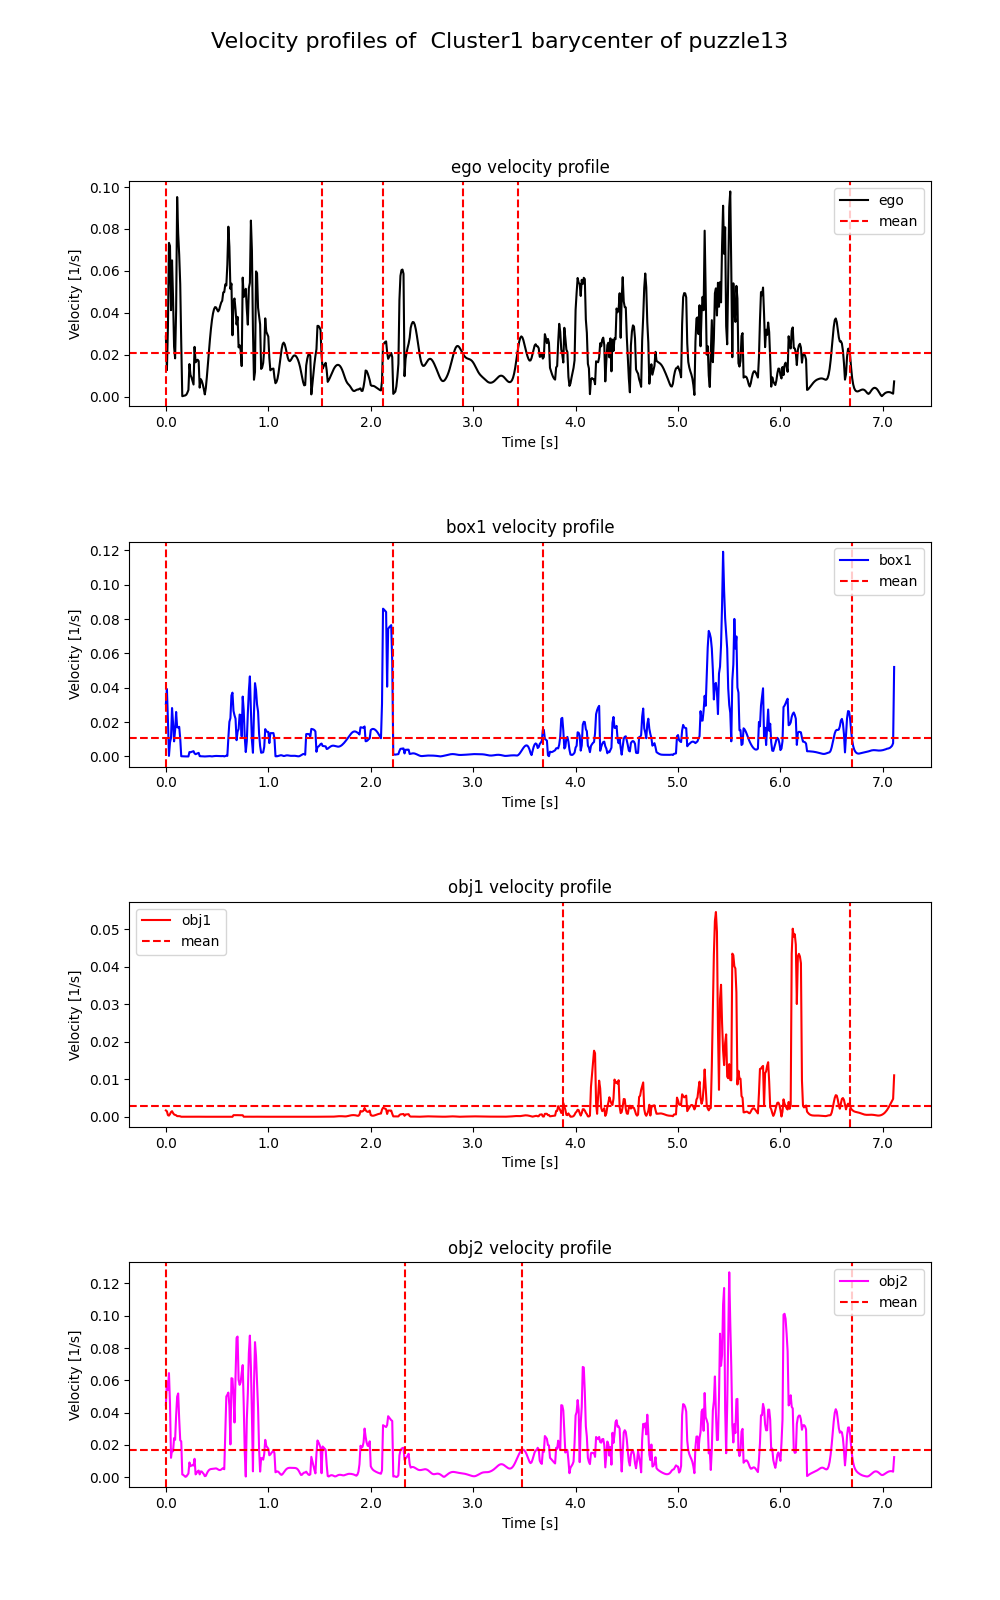 Velocity profiles of  Cluster1 barycenter of puzzle13
ego velocity profile
0.10
0.08
0.06
0.04
0.02
0.00
Velocity [1/s]
ego
mean
0.0 1.0 2.0 3.0 4.0 5.0 6.0 7.0
Time [s]
box1 velocity profile
0.12
0.10
0.08
0.06
0.04
0.02
0.00
Velocity [1/s]
box1
mean
0.0 1.0 2.0 3.0 4.0 5.0 6.0 7.0
Time [s]
obj1 velocity profile
0.05
0.04
0.03
0.02
0.01
0.00
Velocity [1/s]
obj1
mean
0.0 1.0 2.0 3.0 4.0 5.0 6.0 7.0
Time [s]
obj2 velocity profile
0.12
0.10
0.08
0.06
0.04
0.02
0.00
Velocity [1/s]
obj2
mean
0.0 1.0 2.0 3.0 4.0 5.0 6.0 7.0
Time [s]